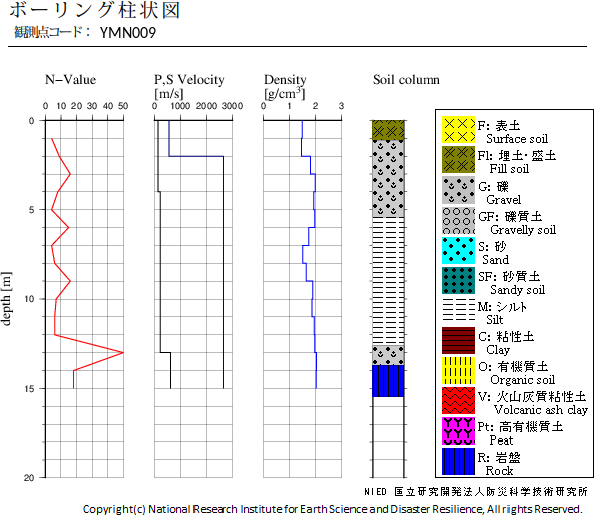 ボーリング柱状図
観測点コード： YMN009
N-Value
P,S Velocity
[m/s]
Density
[g/cm³]
Soil column
0 10 20 30 40 50
0 1000 2000 3000
0 1 2 3
0
5
10
15
20
depth [m]
F: 表土
Surface soil
Fl: 埋土・盛土
Fill soil
G: 礫
Gravel
GF: 礫質土
Gravelly soil
S: 砂
Sand
SF: 砂質土
Sandy soil
M: シルト
Silt
C: 粘性土
Clay
O: 有機質土
Organic soil
V: 火山灰質粘性土
Volcanic ash clay
Pt: 高有機質土
Peat
R: 岩盤
Rock
NIED 国立研究開発法人防災科学技術研究所
Copyright(c) National Research Institute for Earth Science and Disaster Resilience, All rights Reserved.